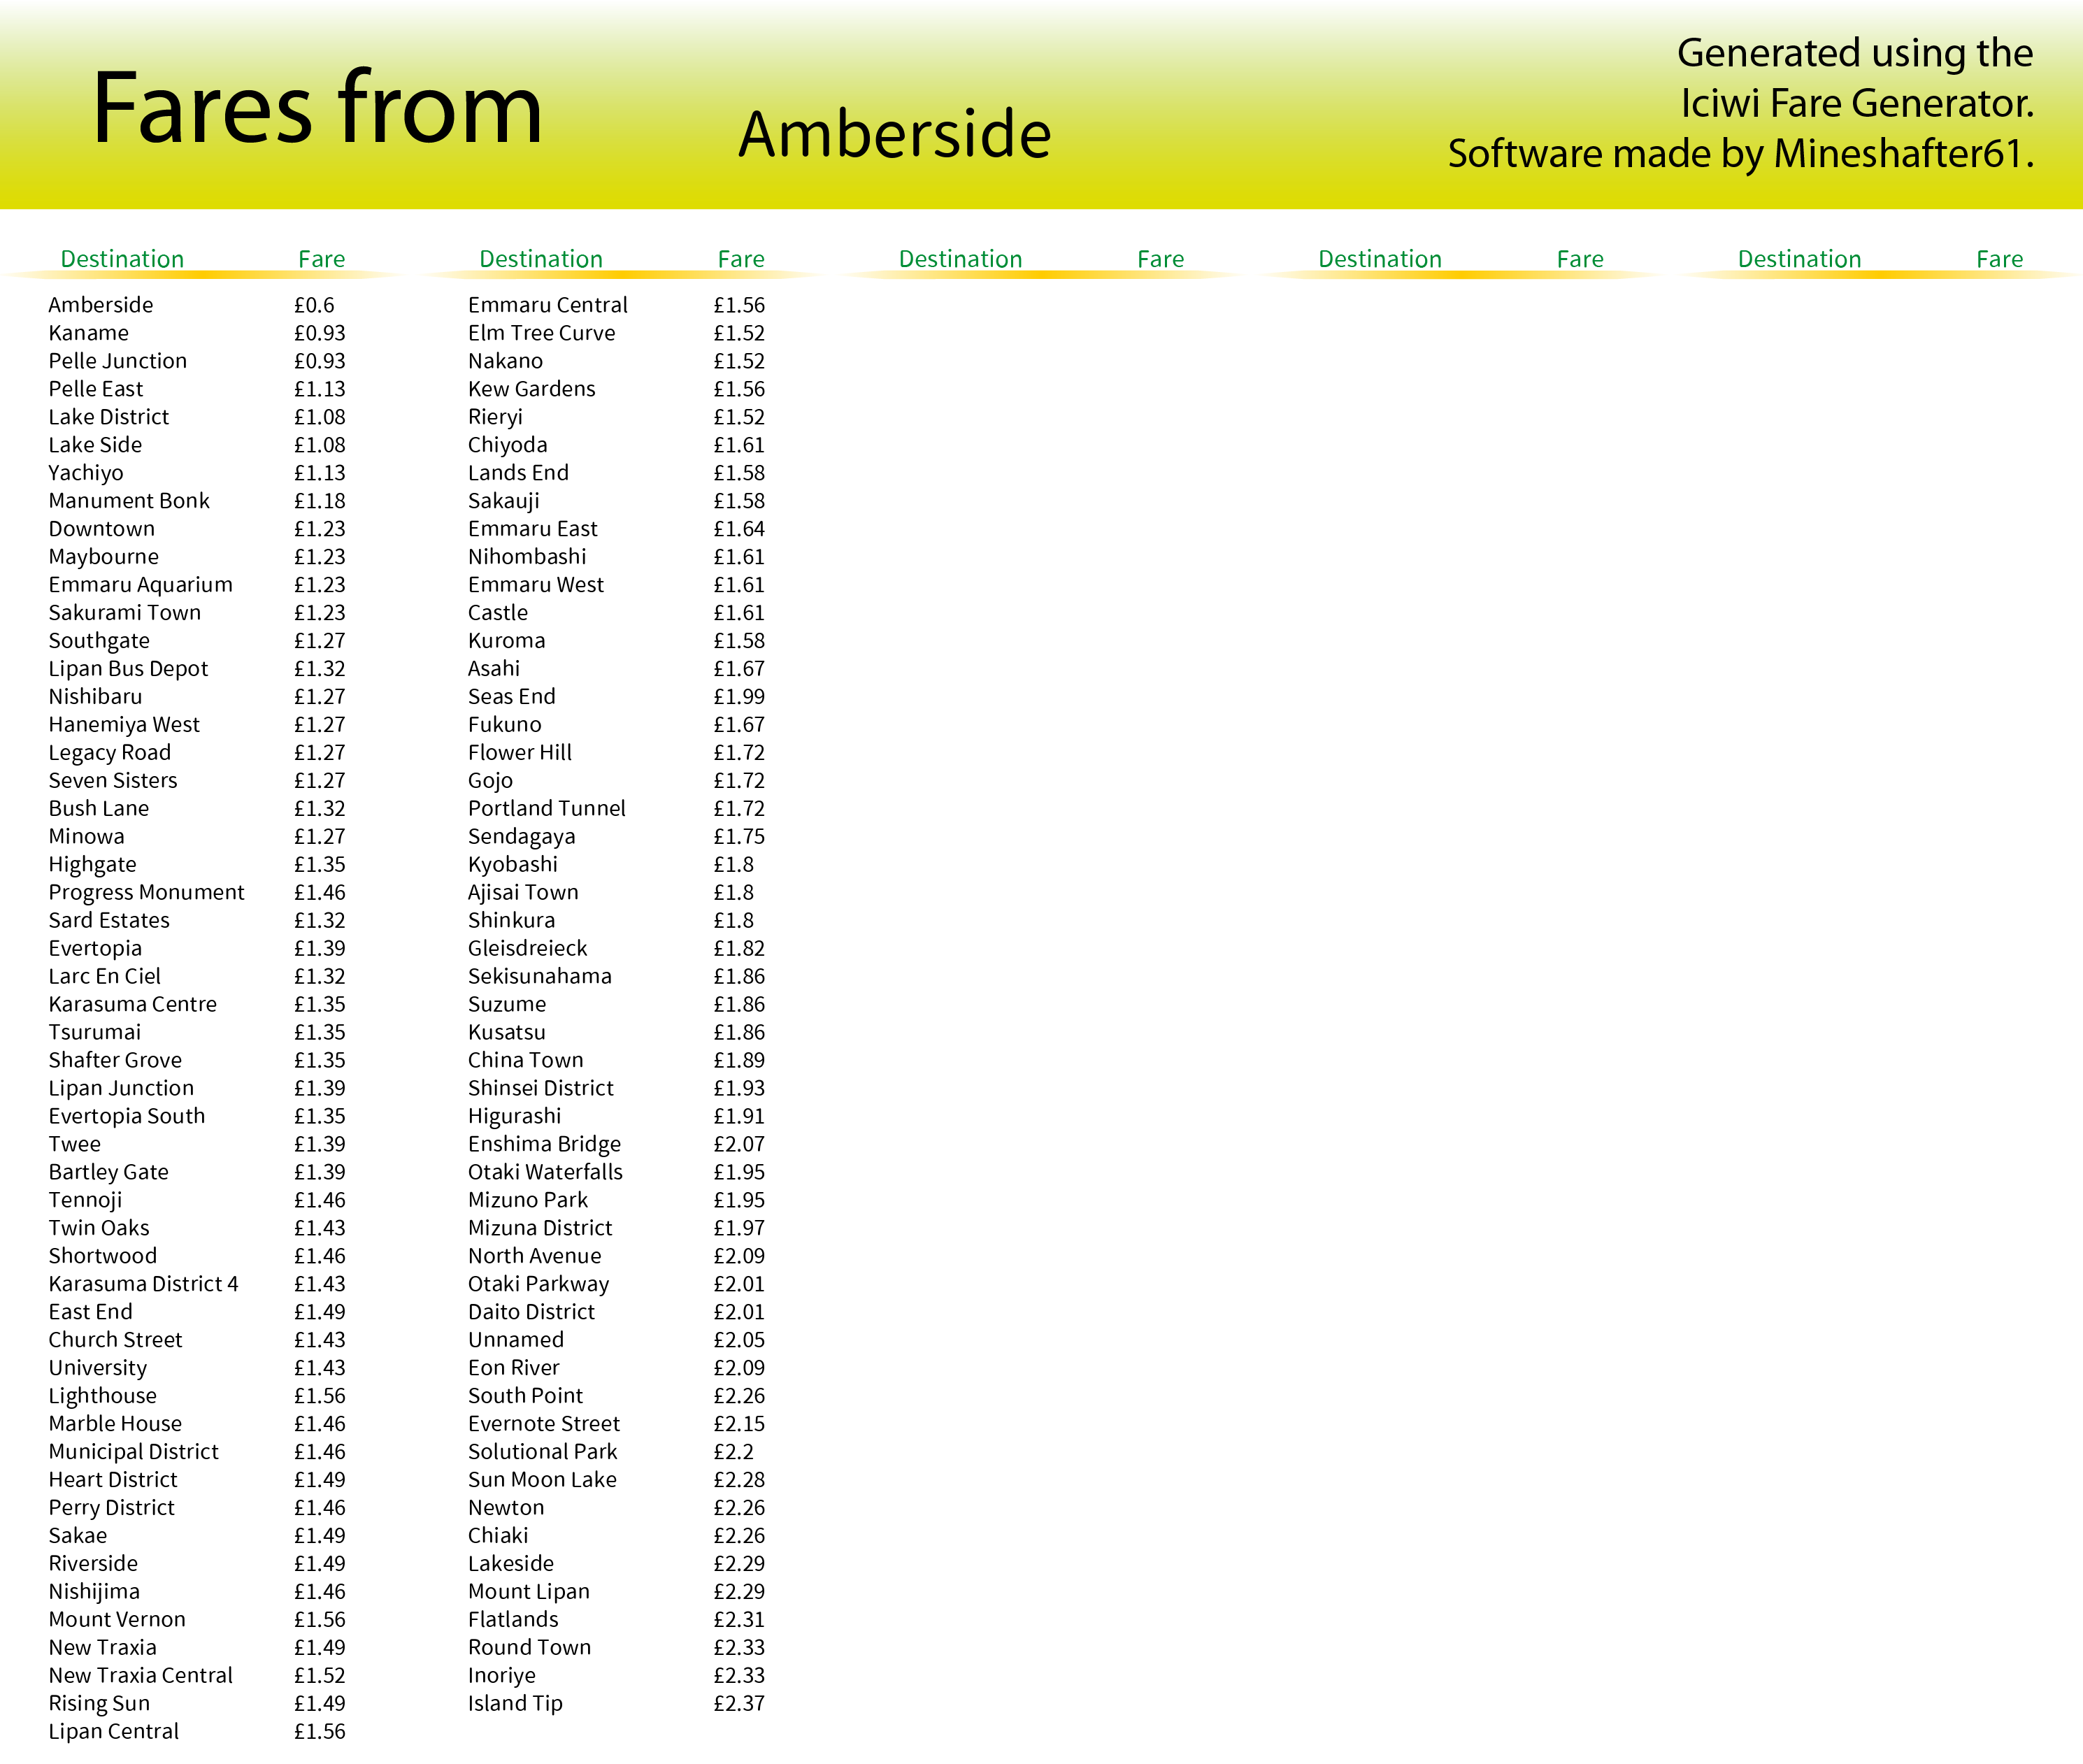 Fares from
Amberside
Generated using the
Iciwi Fare Generator.
Software made by Mineshafter61.
Destination Fare
Amberside £0.6
Kaname £0.93
Pelle Junction £0.93
Pelle East £1.13
Lake District £1.08
Lake Side £1.08
Yachiyo £1.13
Manument Bonk £1.18
Downtown £1.23
Maybourne £1.23
Emmaru Aquarium £1.23
Sakurami Town £1.23
Southgate £1.27
Lipan Bus Depot £1.32
Nishibaru £1.27
Hanemiya West £1.27
Legacy Road £1.27
Seven Sisters £1.27
Bush Lane £1.32
Minowa £1.27
Highgate £1.35
Progress Monument £1.46
Sard Estates £1.32
Evertopia £1.39
Larc En Ciel £1.32
Karasuma Centre £1.35
Tsurumai £1.35
Shafter Grove £1.35
Lipan Junction £1.39
Evertopia South £1.35
Twee £1.39
Bartley Gate £1.39
Tennoji £1.46
Twin Oaks £1.43
Shortwood £1.46
Karasuma District 4 £1.43
East End £1.49
Church Street £1.43
University £1.43
Lighthouse £1.56
Marble House £1.46
Municipal District £1.46
Heart District £1.49
Perry District £1.46
Sakae £1.49
Riverside £1.49
Nishijima £1.46
Mount Vernon £1.56
New Traxia £1.49
New Traxia Central £1.52
Rising Sun £1.49
Lipan Central £1.56
Destination Fare
Emmaru Central £1.56
Elm Tree Curve £1.52
Nakano £1.52
Kew Gardens £1.56
Rieryi £1.52
Chiyoda £1.61
Lands End £1.58
Sakauji £1.58
Emmaru East £1.64
Nihombashi £1.61
Emmaru West £1.61
Castle £1.61
Kuroma £1.58
Asahi £1.67
Seas End £1.99
Fukuno £1.67
Flower Hill £1.72
Gojo £1.72
Portland Tunnel £1.72
Sendagaya £1.75
Kyobashi £1.8
Ajisai Town £1.8
Shinkura £1.8
Gleisdreieck £1.82
Sekisunahama £1.86
Suzume £1.86
Kusatsu £1.86
China Town £1.89
Shinsei District £1.93
Higurashi £1.91
Enshima Bridge £2.07
Otaki Waterfalls £1.95
Mizuno Park £1.95
Mizuna District £1.97
North Avenue £2.09
Otaki Parkway £2.01
Daito District £2.01
Unnamed £2.05
Eon River £2.09
South Point £2.26
Evernote Street £2.15
Solutional Park £2.2
Sun Moon Lake £2.28
Newton £2.26
Chiaki £2.26
Lakeside £2.29
Mount Lipan £2.29
Flatlands £2.31
Round Town £2.33
Inoriye £2.33
Island Tip £2.37
Destination Fare
Destination Fare
Destination Fare